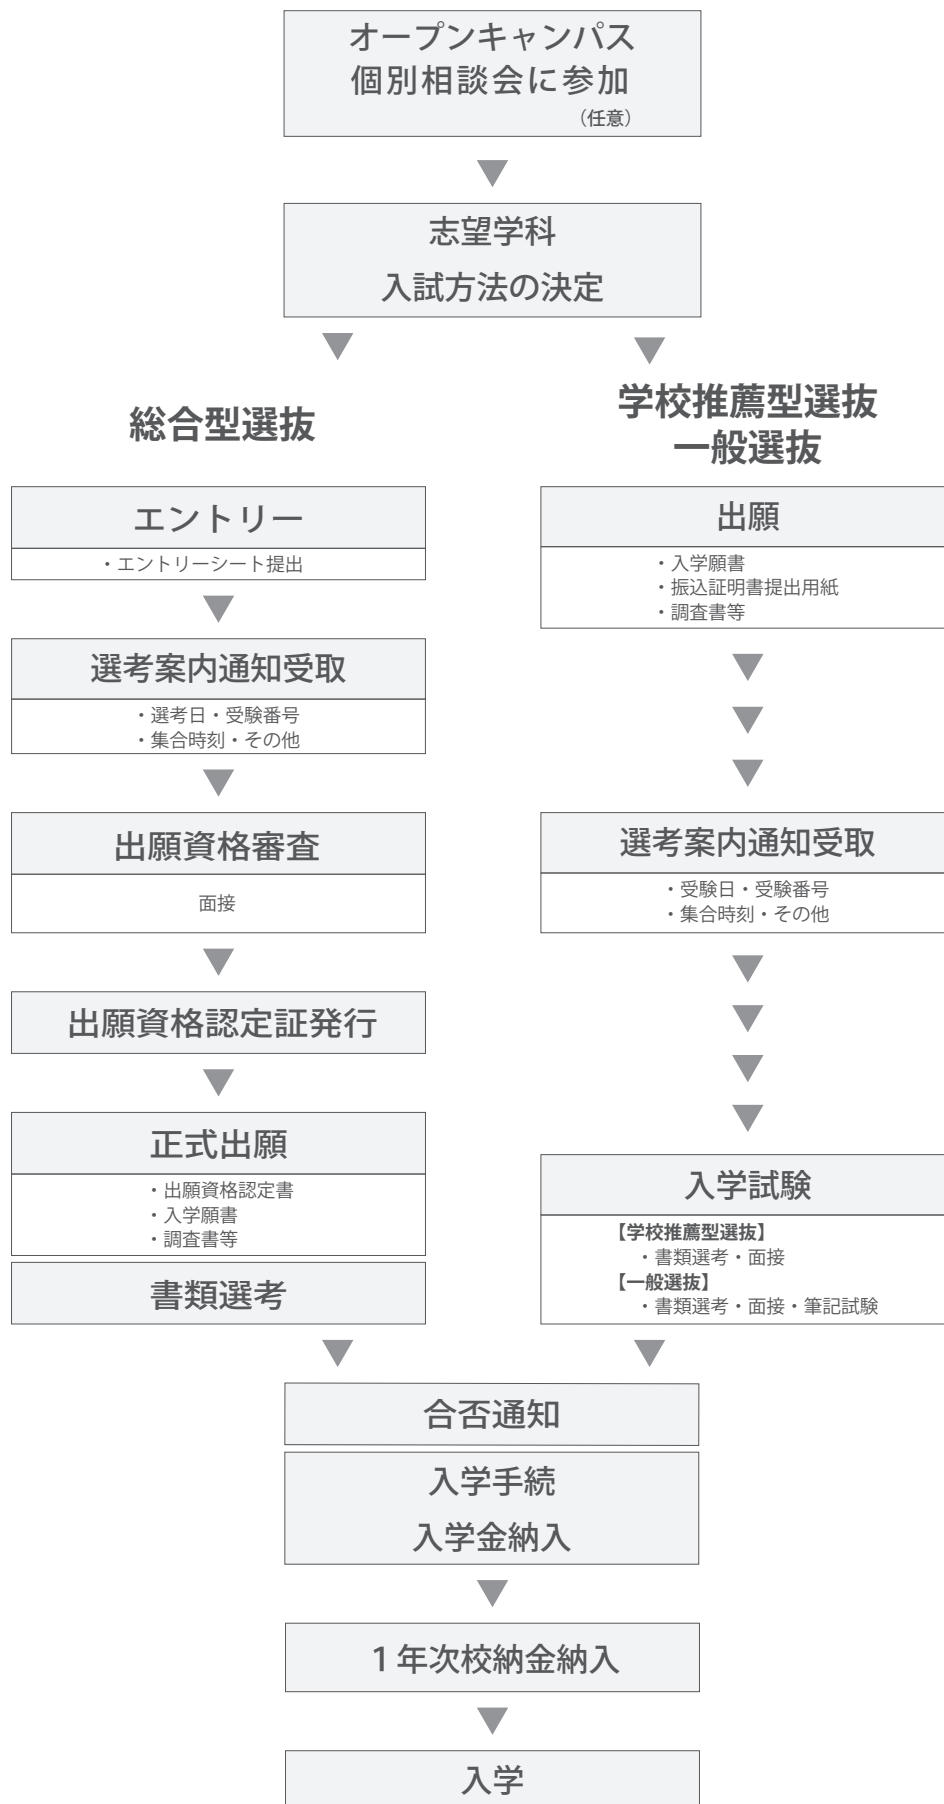 オープンキャンパス
個別相談会に参加
（任意）
志望学科
入試方法の決定
総合型選抜
エントリー
・エントリーシート提出
選考案内通知受取
・選考日・受験番号
・集合時刻・その他
出願資格審査
面接
出願資格認定証発行
正式出願
・出願資格認定書
・入学願書
・調査書等
書類選考
学校推薦型選抜
一般選抜
出願
・入学願書
・振込証明書提出用紙
・調査書等
選考案内通知受取
・受験日・受験番号
・集合時刻・その他
入学試験
【学校推薦型選抜】
・書類選考・面接
【一般選抜】
・書類選考・面接・筆記試験
合否通知
入学手続
入学金納入
1年次校納金納入
入学